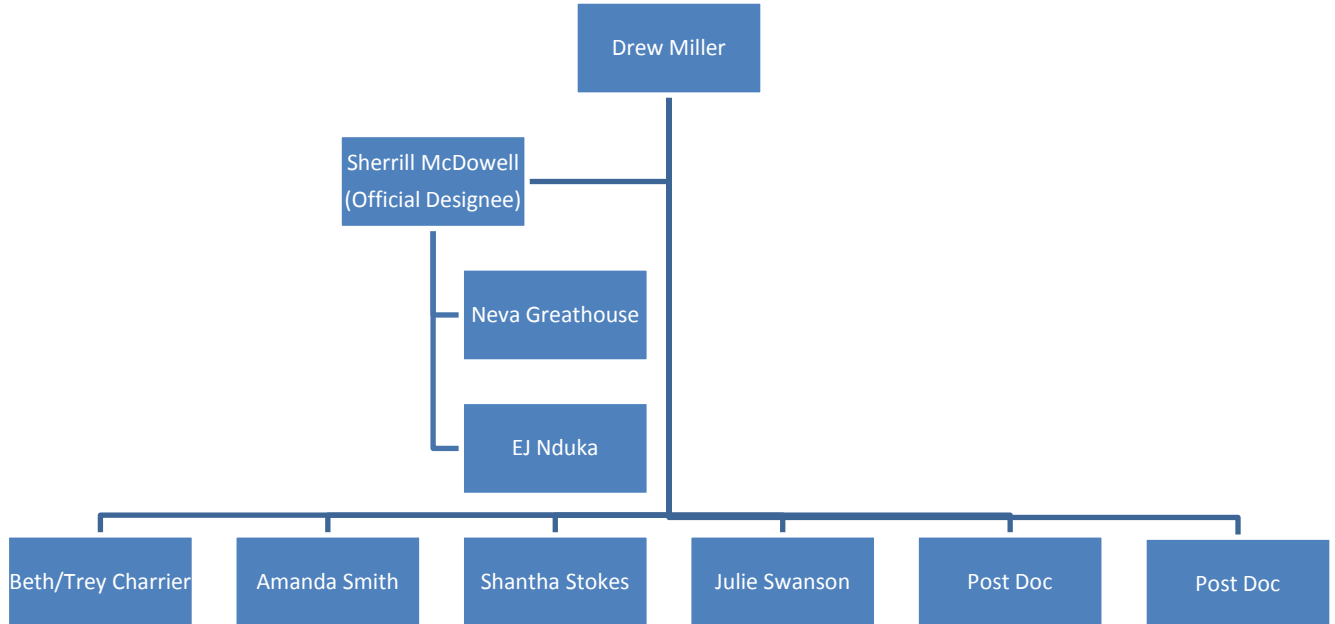 Drew Miller
Sherrill McDowell
(Official Designee)
Neva Greathouse
EJ Nduka
Beth/Trey Charrier
Amanda Smith
Shantha Stokes
Julie Swanson
Post Doc
Post Doc